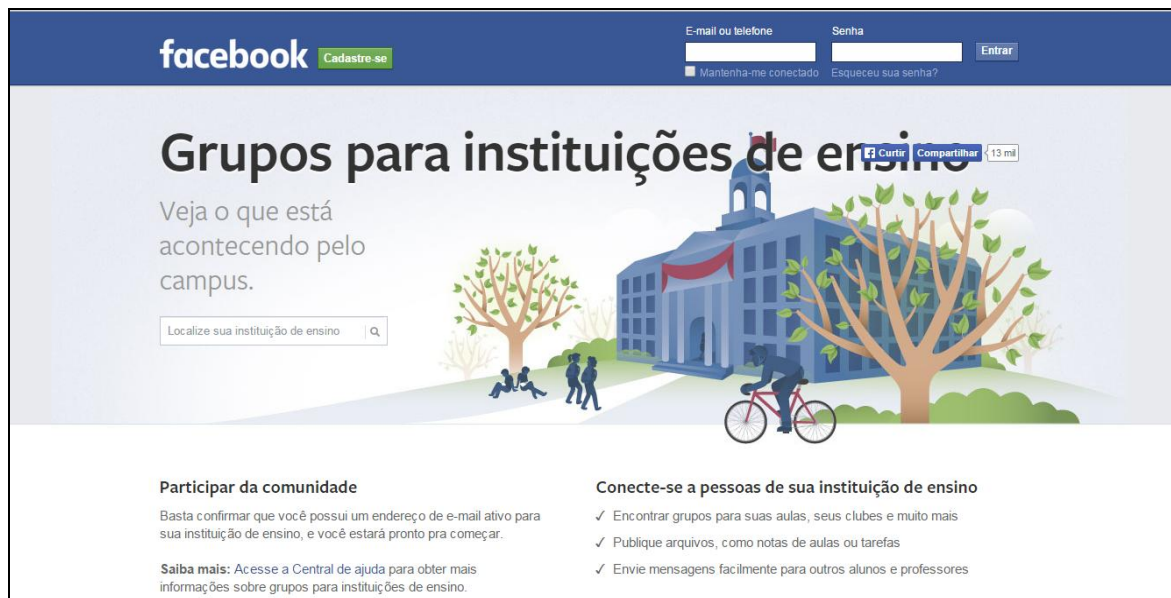 facebook Cadastre-se
E-mail ou telefone Senha
Entrar
Mantenha-me conectado Esqueceu sua senha?
Grupos para instituições de ensino
Curtir Compartilhar 13 mil
Veja o que está
acontecendo pelo
campus.
Localize sua instituição de ensino
Participar da comunidade
Basta confirmar que você possui um endereço de e-mail ativo para
sua instituição de ensino, e você estará pronto pra começar.
Saiba mais: Acesse a Central de ajuda para obter mais
informações sobre grupos para instituições de ensino.
Conecte-se a pessoas de sua instituição de ensino
✓ Encontrar grupos para suas aulas, seus clubes e muito mais
✓ Publique arquivos, como notas de aulas ou tarefas
✓ Envie mensagens facilmente para outros alunos e professores